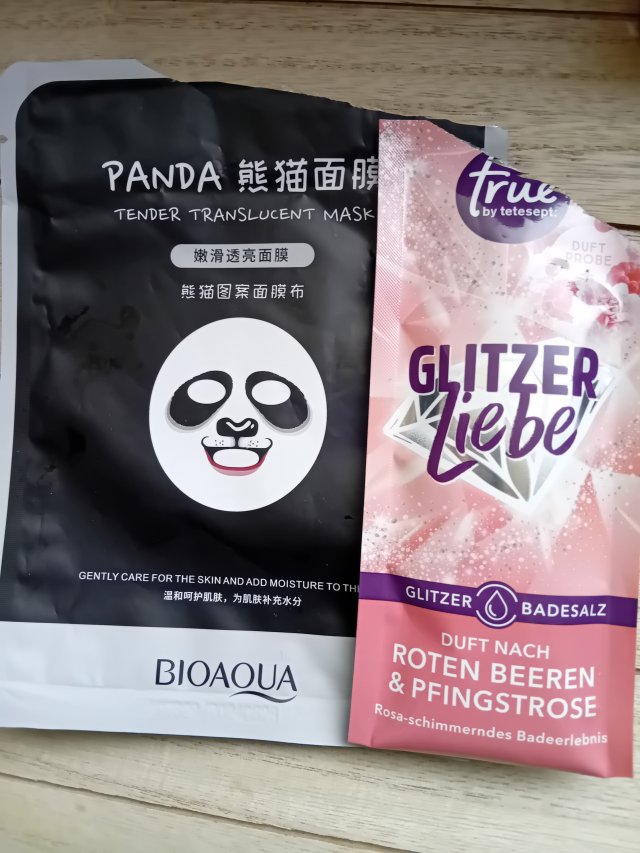 PANDA 熊猫面膜
TENDER TRANSLUCENT MASK
嫩滑透亮面膜
熊猫图案面膜布
GENTLY CARE FOR THE SKIN AND ADD MOISTURE TO THE
温和呵护肌肤，为肌肤补充水分
BIOAQUA
true
by tetesept:
DUFT
PROBE
GLITZER
Liebe
GLITZER BADESALZ
DUFT NACH
ROTEN BEEREN
& PFINGSTROSE
Rosa-schimmerndes Badeerlebnis